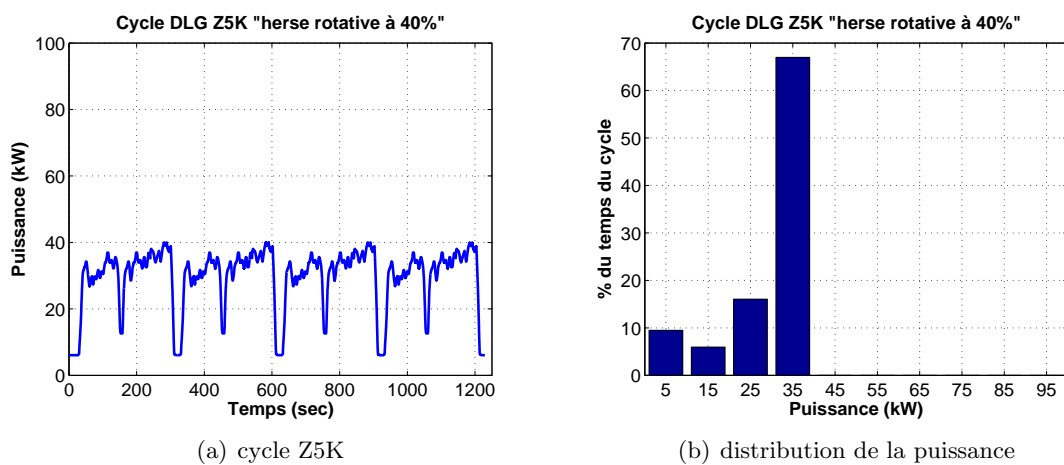 Cycle DLG Z5K "herse rotative à 40%"
100
80
60
40
20
0
Puissance (kW)
0 200 400 600 800 1000 1200
Temps (sec)
(a) cycle Z5K
Cycle DLG Z5K "herse rotative à 40%"
70
60
50
40
30
20
10
0
% du temps du cycle
5 15 25 35 45 55 65 75 85 95
Puissance (kW)
(b) distribution de la puissance